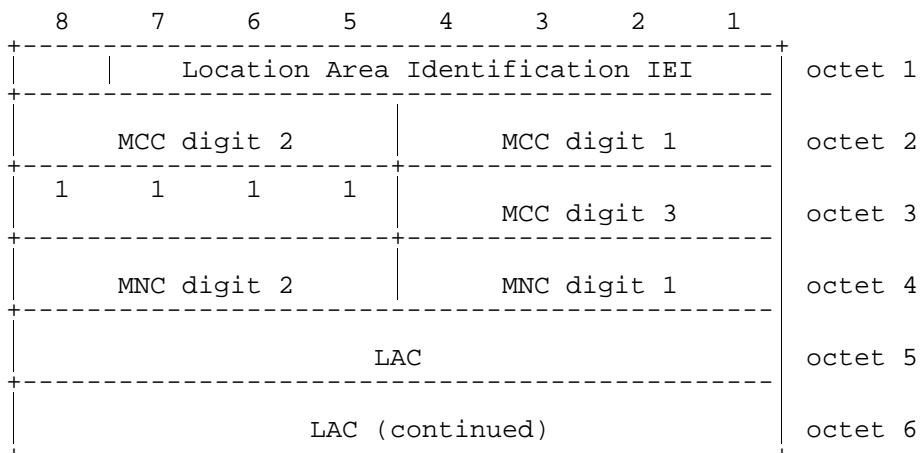 8 7 6 5 4 3 2 1
Location Area Identification IEI octet 1
MCC digit 2 MCC digit 1 octet 2
1 1 1 1
MCC digit 3 octet 3
MNC digit 2 MNC digit 1 octet 4
LAC octet 5
LAC (continued) octet 6